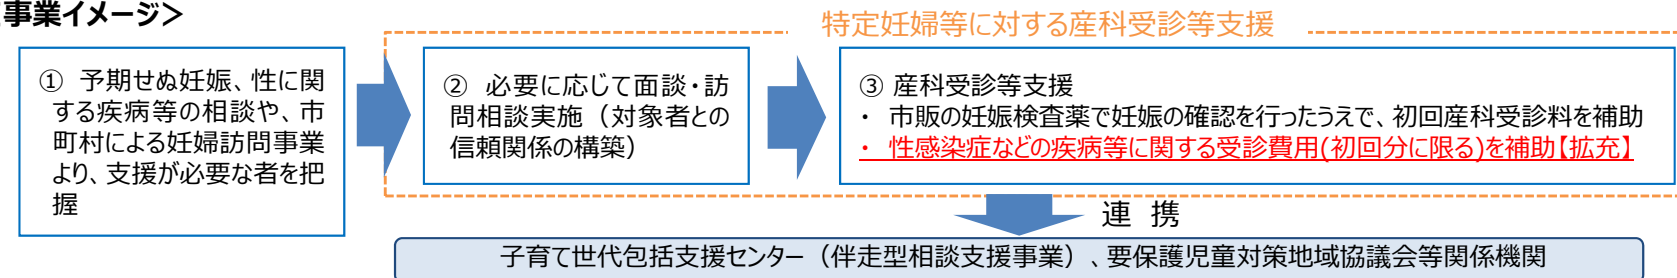 事業イメージ＞
特定妊婦等に対する産科受診等支援
① 予期せぬ妊娠、性に関
する疾病等の相談や、市
町村による妊婦訪問事業
より、支援が必要な者を把
握
② 必要に応じて面談・訪
問相談実施（対象者との
信頼関係の構築）
③ 産科受診等支援
・ 市販の妊娠検査薬で妊娠の確認を行ったうえで、初回産科受診料を補助
・ 性感染症などの疾病等に関する受診費用(初回分に限る)を補助【拡充】
連 携
子育て世代包括支援センター（伴走型相談支援事業）、要保護児童対策地域協議会等関係機関